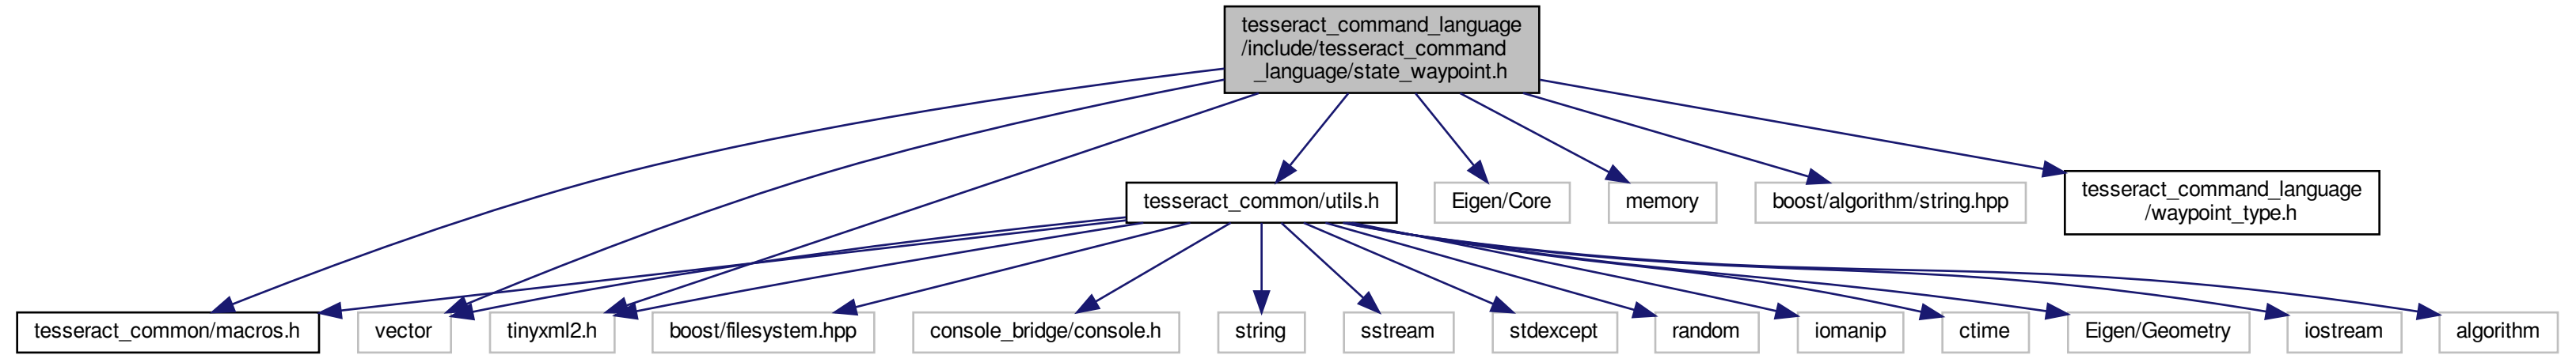 tesseract_command_language
/include/tesseract_command
_language/state_waypoint.h
tesseract_common/utils.h
Eigen/Core
memory
boost/algorithm/string.hpp
tesseract_command_language
/waypoint_type.h
tesseract_common/macros.h
vector
tinyxml2.h
boost/filesystem.hpp
console_bridge/console.h
string
sstream
stdexcept
random
iomanip
ctime
Eigen/Geometry
iostream
algorithm